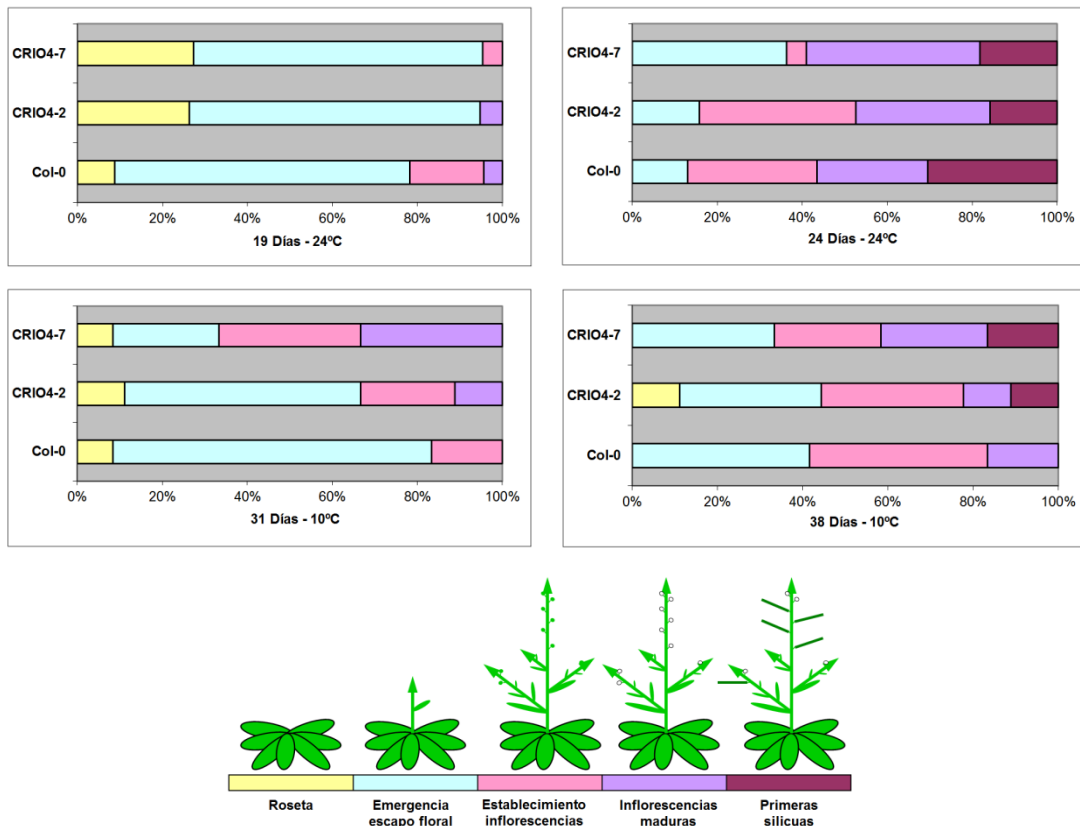 CRIO4-7
CRIO4-2
Col-0
0% 20% 40% 60% 80% 100%
19 Días - 24ºC
CRIO4-7
CRIO4-2
Col-0
0% 20% 40% 60% 80% 100%
24 Días - 24ºC
CRIO4-7
CRIO4-2
Col-0
0% 20% 40% 60% 80% 100%
31 Días - 10ºC
CRIO4-7
CRIO4-2
Col-0
0% 20% 40% 60% 80% 100%
38 Días - 10ºC
Roseta
Emergencia
escapo floral
Establecimiento
inflorescencias
Inflorescencias
maduras
Primeras
silicuas